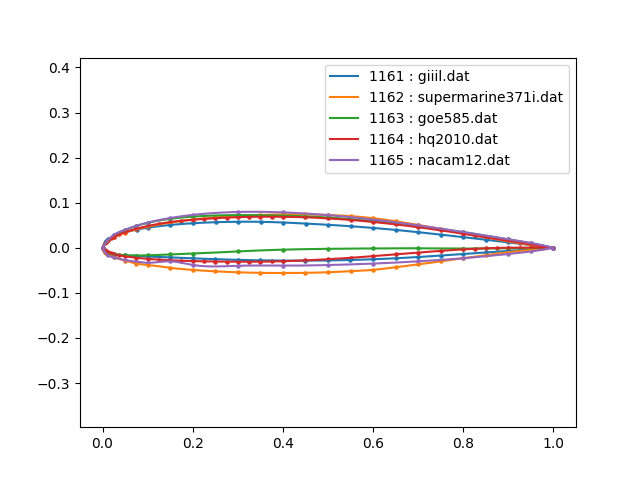 0.4
0.3
0.2
0.1
0.0
−0.1
−0.2
−0.3
0.0 0.2 0.4 0.6 0.8 1.0
1161 : giiil.dat
1162 : supermarine371i.dat
1163 : goe585.dat
1164 : hq2010.dat
1165 : nacam12.dat